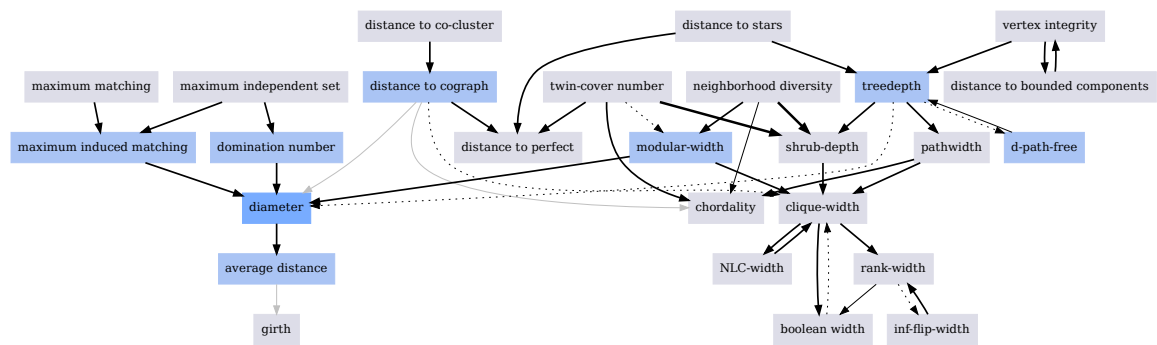 distance to co-cluster
distance to stars
vertex integrity
maximum matching
maximum independent set
distance to cograph
twin-cover number
neighborhood diversity
treedepth
distance to bounded components
maximum induced matching
domination number
distance to perfect
modular-width
shrub-depth
pathwidth
d-path-free
diameter
chordality
clique-width
average distance
NLC-width
rank-width
girth
boolean width
inf-flip-width